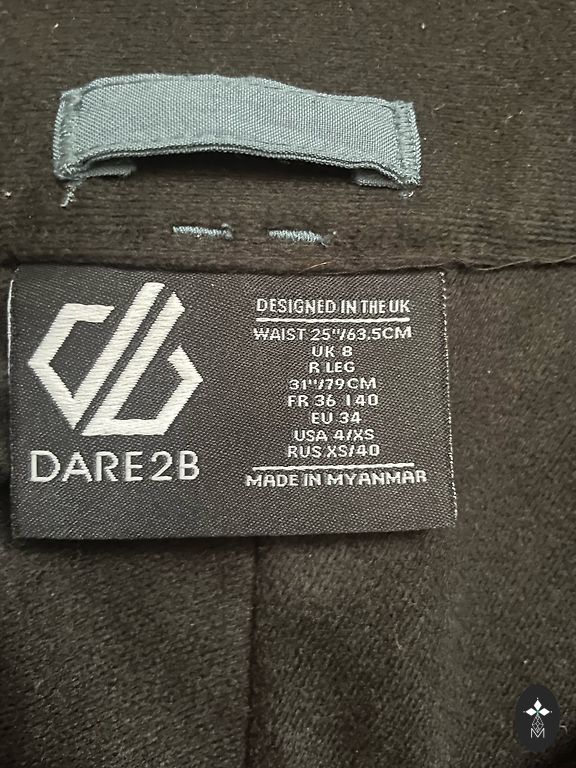 DARE2B
DESIGNED IN THE UK
WAIST 25"/63.5CM
UK 8
R LEG
31"/79CM
FR 36 I 40
EU 34
USA 4/XS
RUS XS/40
MADE IN MYANMAR
M